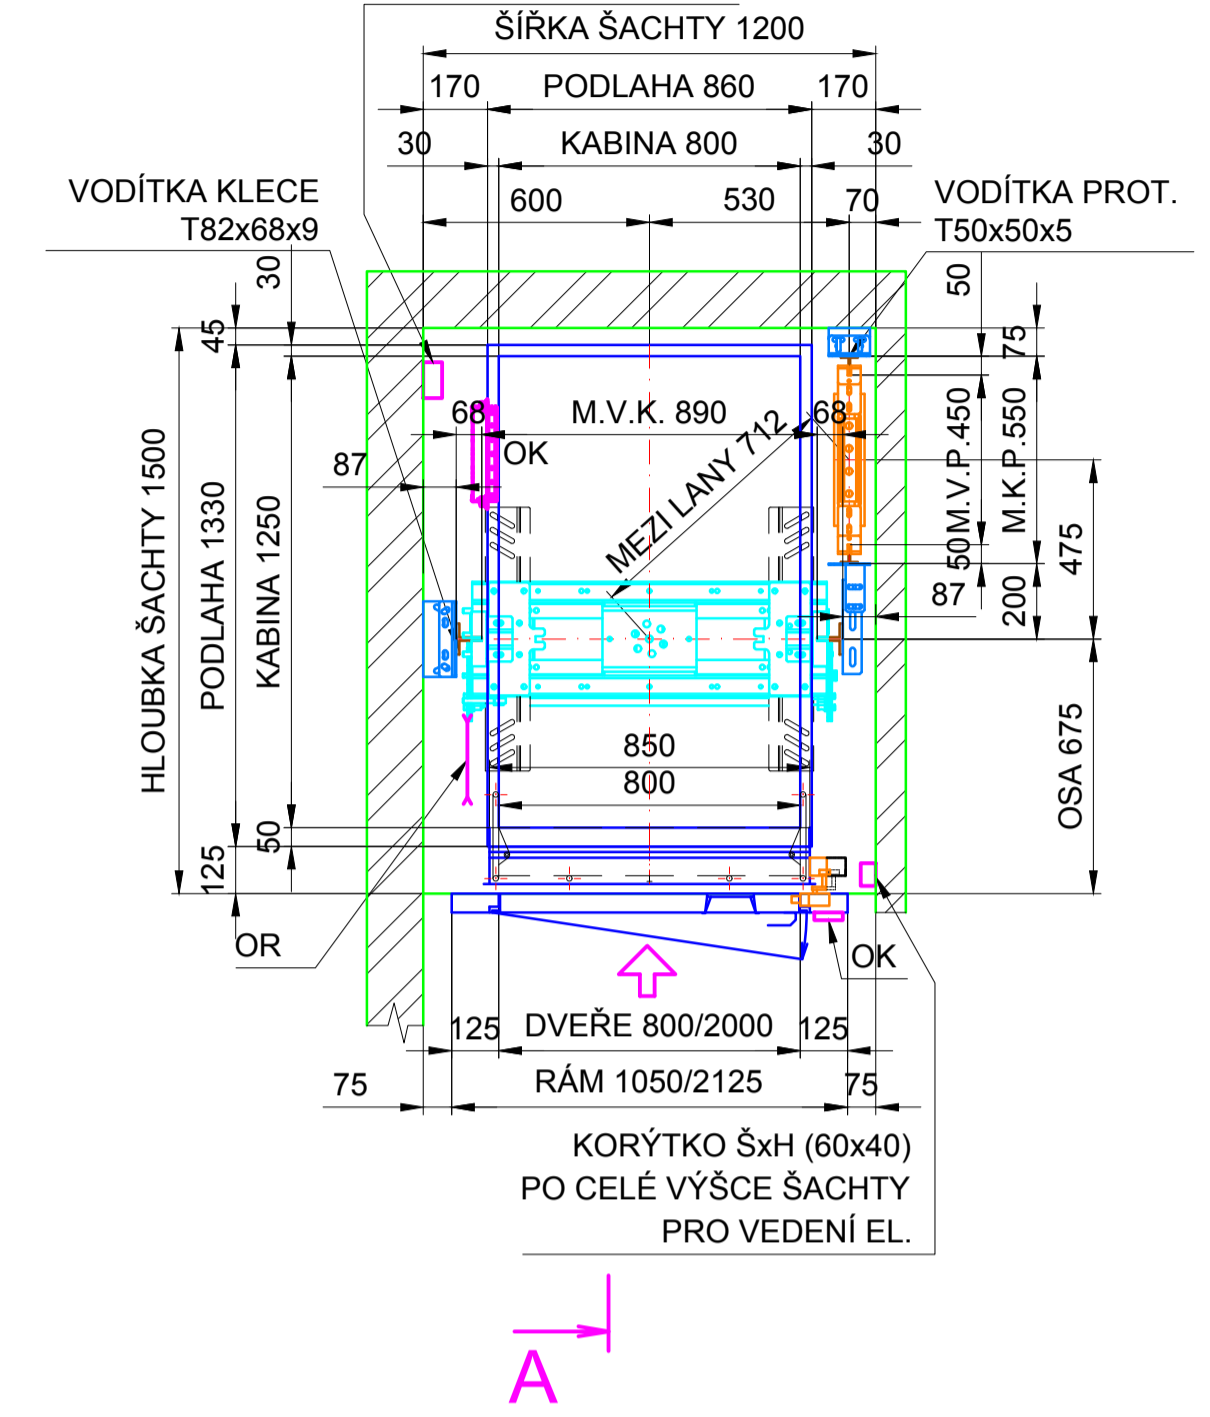 ŠÍŘKA ŠACHTY 1200
170 PODLAHA 860 170
30 KABINA 800 30
600 530 70
VODÍTKA KLECE
T82x68x9
VODÍTKA PROT.
T50x50x5
30
45
50
75
68 M.V.K. 890 68
OK
87
MEZI LANY 712
HLOUBKA ŠACHTY 1500
PODLAHA 1330
KABINA 1250
M.V.P.450
M.K.P.550
475
50
200
87
850
800
OSA 675
50
125
OR
OK
125 DVEŘE 800/2000 125
75 RÁM 1050/2125 75
KORÝTKO ŠxH (60x40)
PO CELÉ VÝŠCE ŠACHTY
PRO VEDENÍ EL.
A